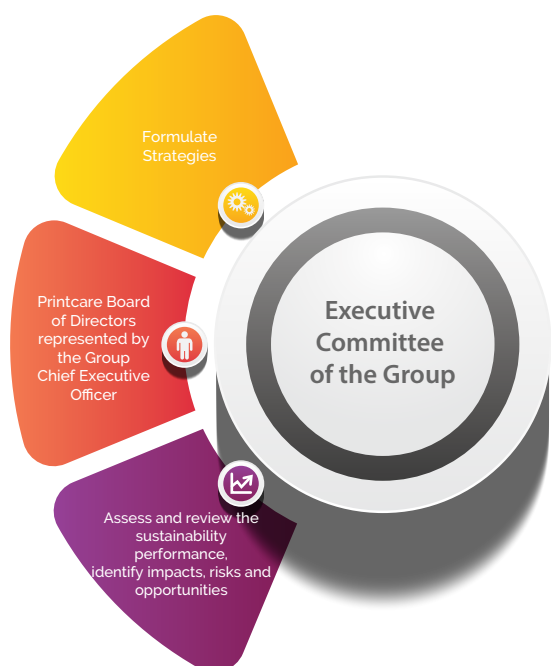 Formulate
Strategies
Printcare Board
of Directors
represented by
the Group
Chief Executive
Officer
Executive
Committee
of the Group
Assess and review the
sustainability
performance,
identify impacts, risks and
opportunities